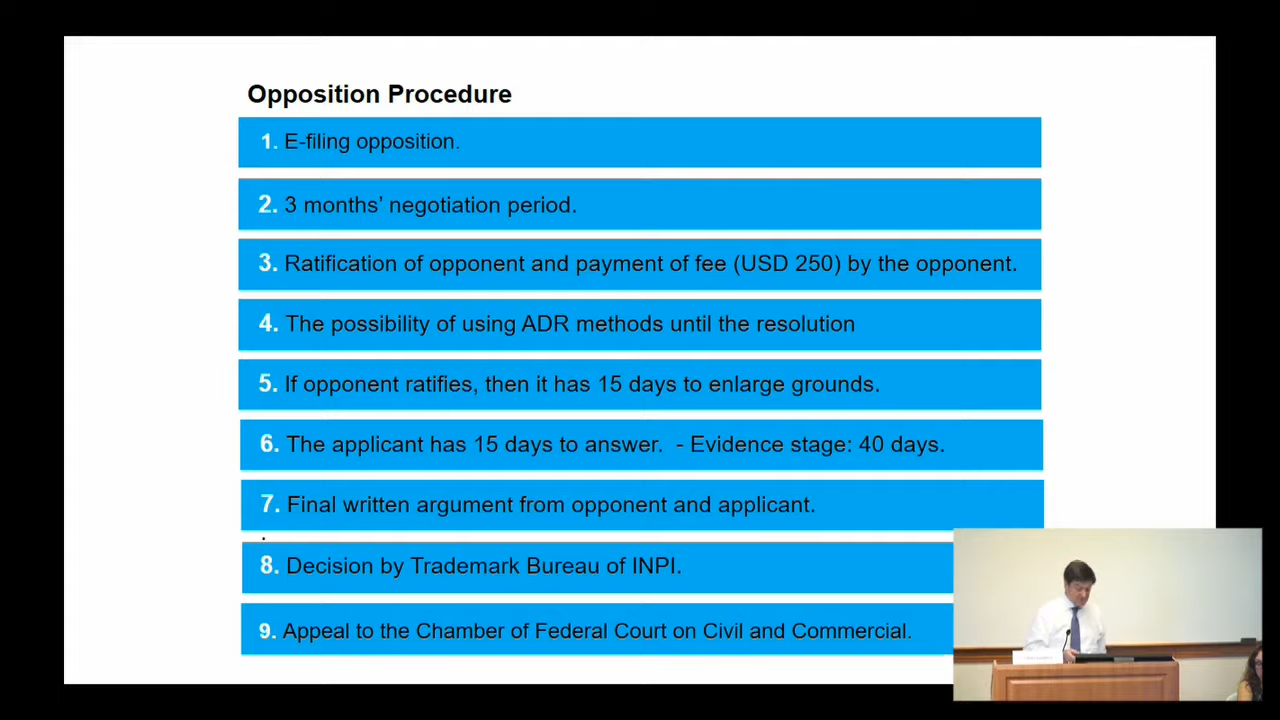 Opposition Procedure
1. E-filing opposition.
2. 3 months’ negotiation period.
3. Ratification of opponent and payment of fee (USD 250) by the opponent.
4. The possibility of using ADR methods until the resolution
5. If opponent ratifies, then it has 15 days to enlarge grounds.
6. The applicant has 15 days to answer.  - Evidence stage: 40 days.
7. Final written argument from opponent and applicant.
.
8. Decision by Trademark Bureau of INPI.
9. Appeal to the Chamber of Federal Court on Civil and Commercial.